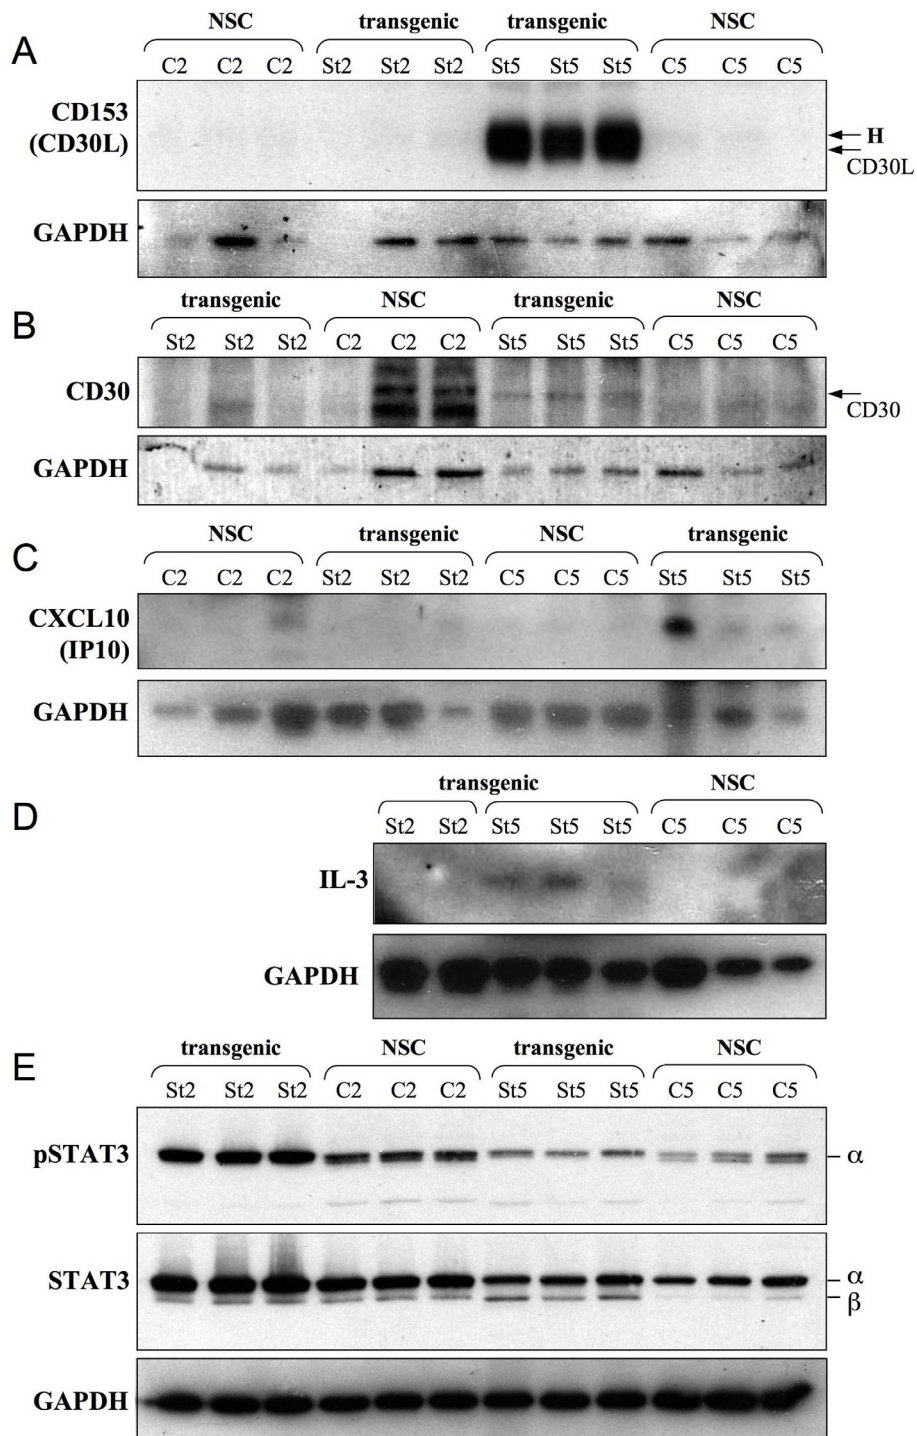 A
NSC transgenic transgenic NSC
C2 C2 C2 St2 St2 St2 St5 St5 St5 C5 C5 C5
CD153
(CD30L)
H
CD30L
GAPDH
B
transgenic NSC transgenic NSC
St2 St2 St2 C2 C2 C2 St5 St5 St5 C5 C5 C5
CD30
CD30
GAPDH
C
NSC transgenic NSC transgenic
C2 C2 C2 St2 St2 St2 C5 C5 C5 St5 St5 St5
CXCL10
(IP10)
GAPDH
D
transgenic NSC
St2 St2 St5 St5 St5 C5 C5 C5
IL-3
GAPDH
E
transgenic NSC transgenic NSC
St2 St2 St2 C2 C2 C2 St5 St5 St5 C5 C5 C5
pSTAT3 α
STAT3 α
β
GAPDH